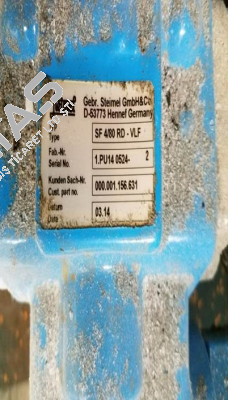 Gebr. Steimel GmbH&Co
D-53773 Hennef Germany
Type SF 4/80 RD - VLF
Fab.-Nr.
Serial No. 1.PU14 0524- 2
Kunden Sach-Nr.
Cust. part no. 000.001.156.631
Datum
Date 03.14